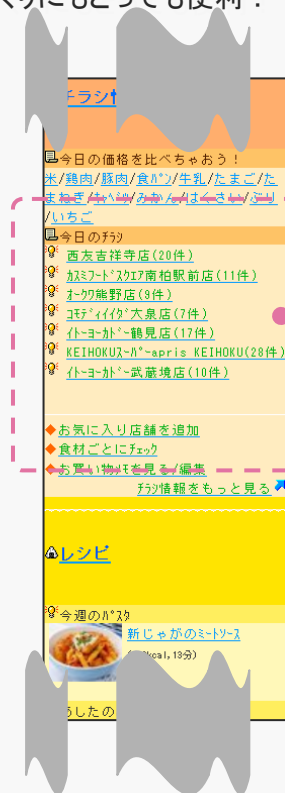 くりにもとっても便利！
チラシ
今日の価格を比べちゃおう！
米/鶏肉/豚肉/食ﾊﾟﾝ/牛乳/たまご/た
まねぎ/ｷｬﾍﾞﾂ/みかん/はくさい/ぶり
/いちご
今日のﾁﾗｼ
西友吉祥寺店(20件)
ｶｽﾐﾌｰﾄﾞｽｸｴｱ南柏駅前店(11件)
ｵｰｸﾜ熊野店(9件)
ｺﾓﾃﾞｨｲｲﾀﾞ大泉店(7件)
ｲﾄｰﾖｰｶﾄﾞｰ鶴見店(17件)
KEIHOKUｽｰﾊﾟｰapris KEIHOKU(28件)
ｲﾄｰﾖｰｶﾄﾞｰ武蔵境店(10件)
◆お気に入り店舗を追加
◆食材ごとにﾁｪｯｸ
◆お買い物ﾒﾓを見る/編集
ﾁﾗｼ情報をもっと見る
レシピ
今週のﾊﾟｽﾀ
新じゃがのﾐｰﾄｿｰｽ
kcal,13分)
したの